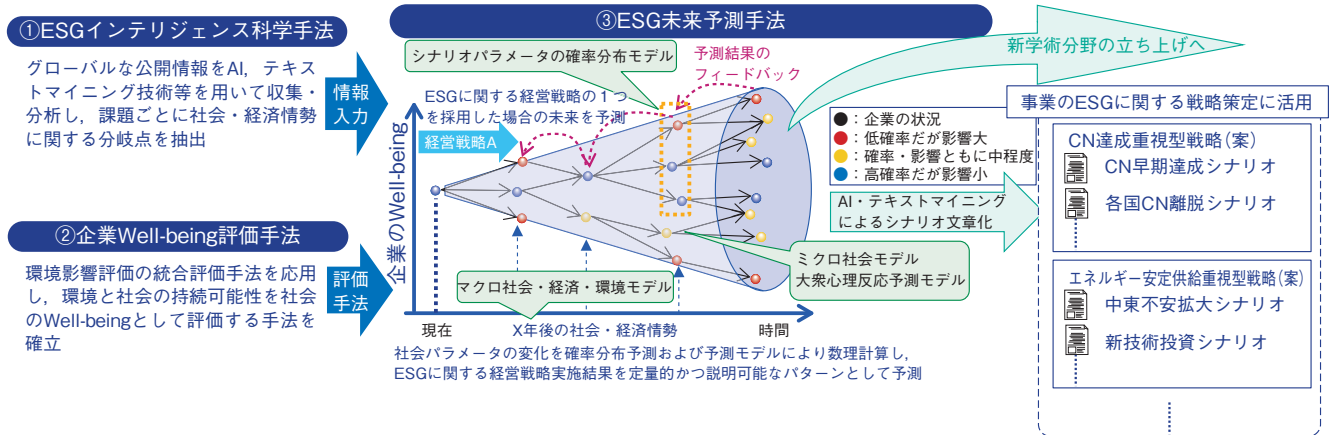 ①ESGインテリジェンス科学手法
グローバルな公開情報をAI，テキス
トマイニング技術等を用いて収集・
分析し，課題ごとに社会・経済情勢
に関する分岐点を抽出
情報
入力
②企業Well-being評価手法
環境影響評価の統合評価手法を応用
し，環境と社会の持続可能性を社会
のWell-beingとして評価する手法を
確立
評価
手法
③ESG未来予測手法
シナリオパラメータの確率分布モデル
予測結果の
フィードバック
ESGに関する経営戦略の１つ
を採用した場合の未来を予測
経営戦略A
企業のWell-being
マクロ社会・経済・環境モデル
ミクロ社会モデル
大衆心理反応予測モデル
現在
X年後の社会・経済情勢
時間
社会パラメータの変化を確率分布予測および予測モデルにより数理計算し，
ESGに関する経営戦略実施結果を定量的かつ説明可能なパターンとして予測
：企業の状況
：低確率だが影響大
：確率・影響ともに中程度
：高確率だが影響小
AI・テキストマイニング
によるシナリオ文章化
新学術分野の立ち上げへ
事業のESGに関する戦略策定に活用
CN達成重視型戦略（案）
CN早期達成シナリオ
各国CN離脱シナリオ
エネルギー安定供給重視型戦略（案）
中東不安拡大シナリオ
新技術投資シナリオ